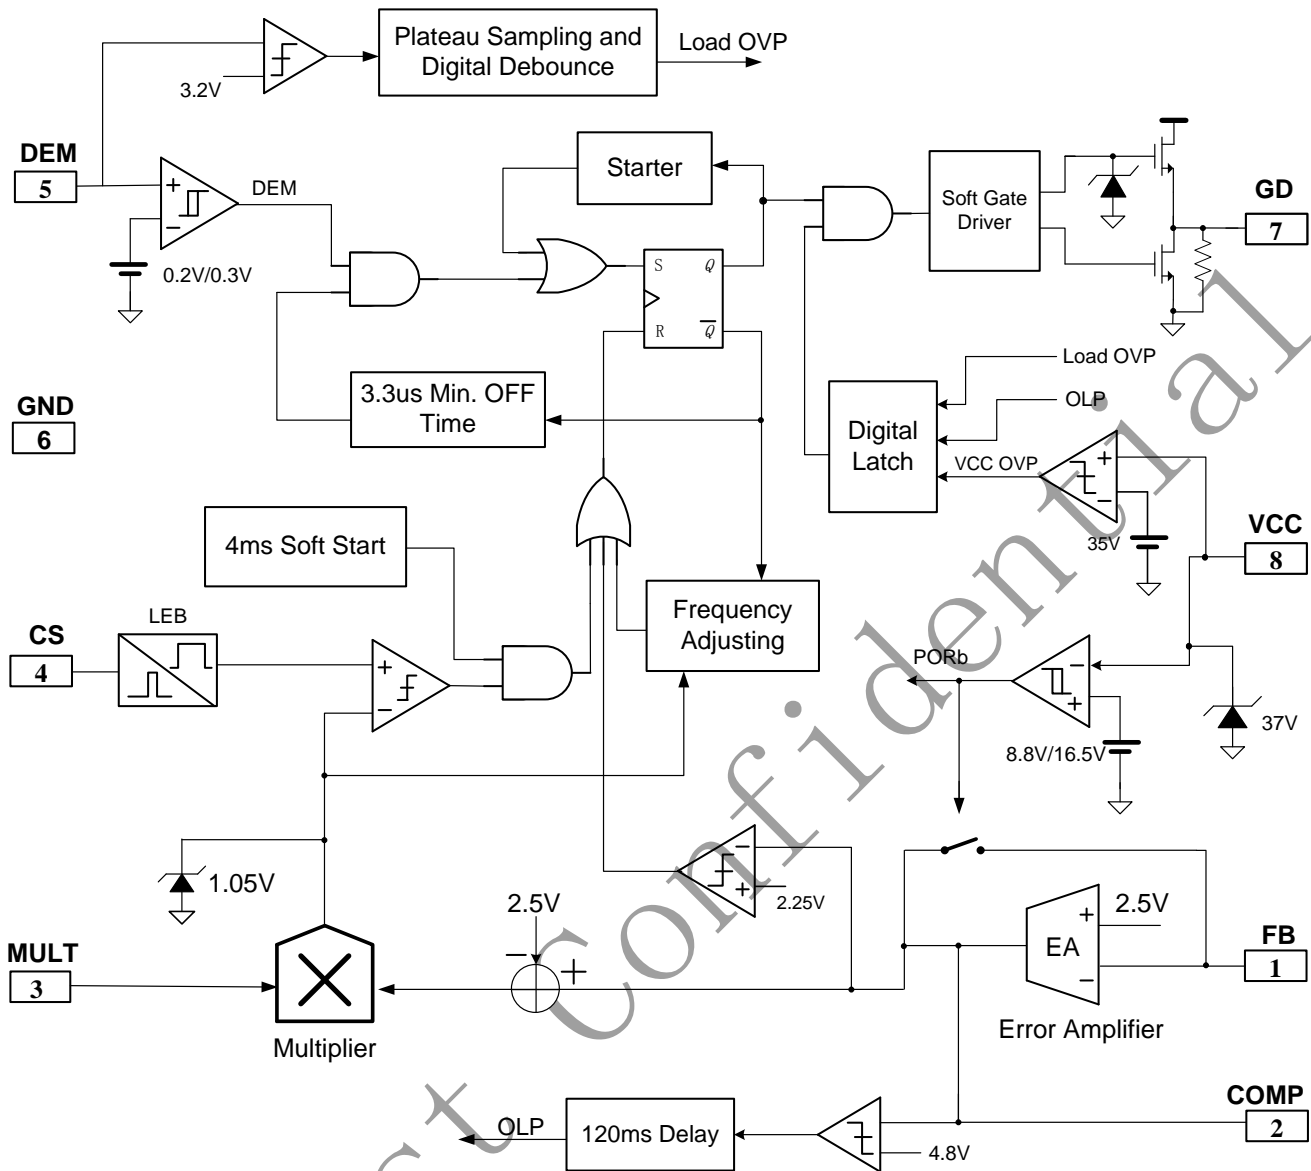 Plateau Sampling and
Digital Debounce
Load OVP
3.2V
DEM
5
+
−
DEM
0.2V/0.3V
Starter
S
Q
R
Q̅
Soft Gate
Driver
GD
7
GND
6
3.3us Min. OFF
Time
Load OVP
OLP
Digital
Latch
VCC OVP
+
−
35V
VCC
8
4ms Soft Start
LEB
CS
4
+
−
Frequency
Adjusting
PORb
−
+
8.8V/16.5V
37V
1.05V
−
+
2.25V
2.5V
−
+
MULT
3
Multiplier
EA
+
−
2.5V
FB
1
Error Amplifier
COMP
2
OLP
120ms Delay
4.8V
st Confidential